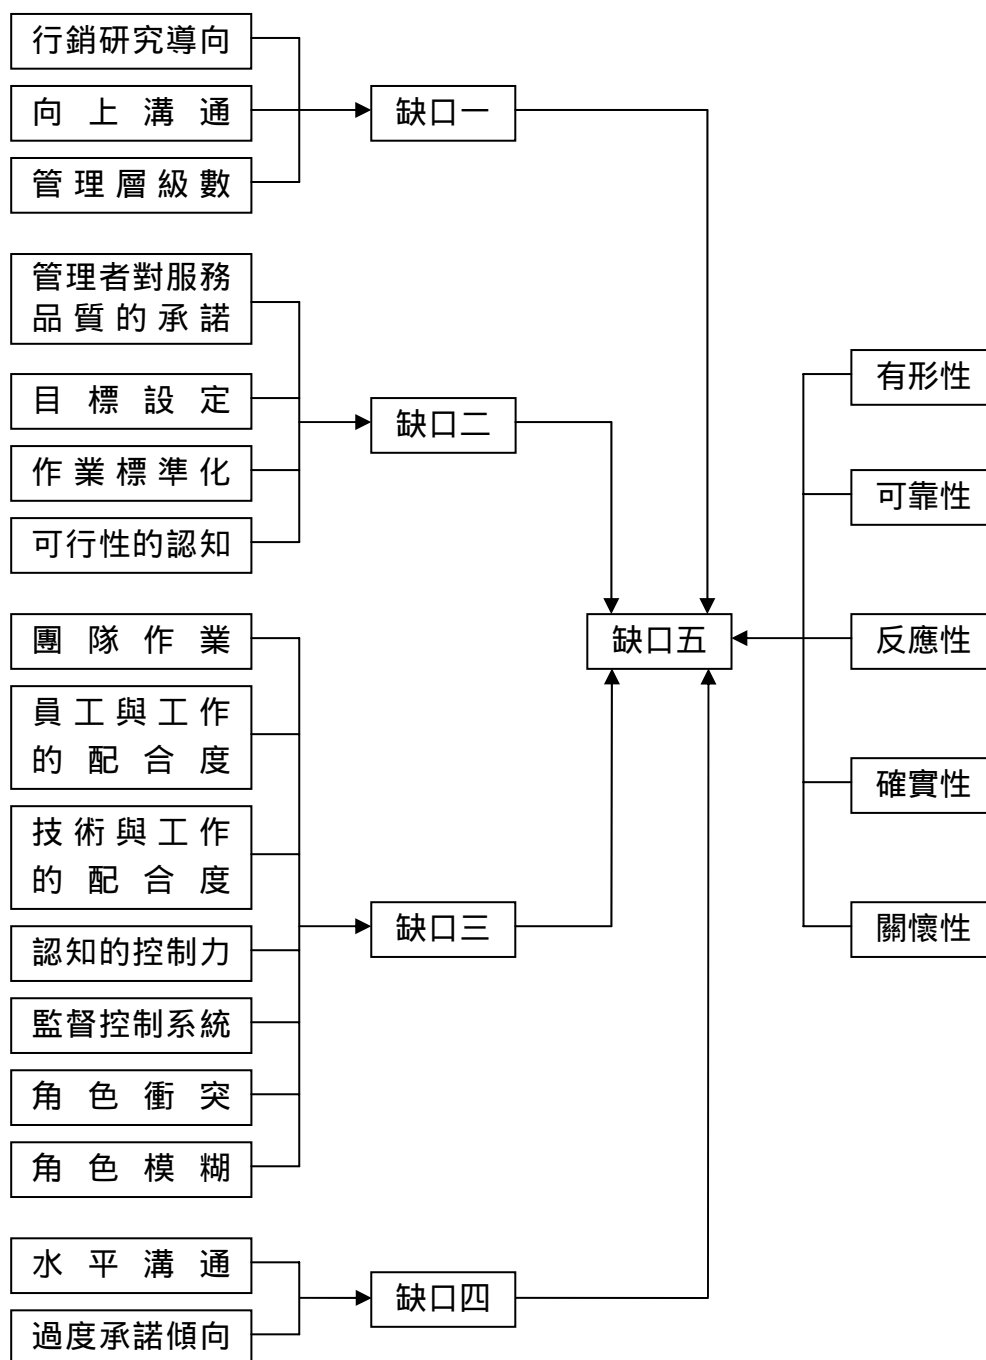 行銷研究導向
向上溝通
管理層級數
缺口一
管理者對服務
品質的承諾
目標設定
作業標準化
可行性的認知
缺口二
團隊作業
員工與工作
的配合度
技術與工作
的配合度
認知的控制力
監督控制系統
角色衝突
角色模糊
缺口三
水平溝通
過度承諾傾向
缺口四
缺口五
有形性
可靠性
反應性
確實性
關懷性